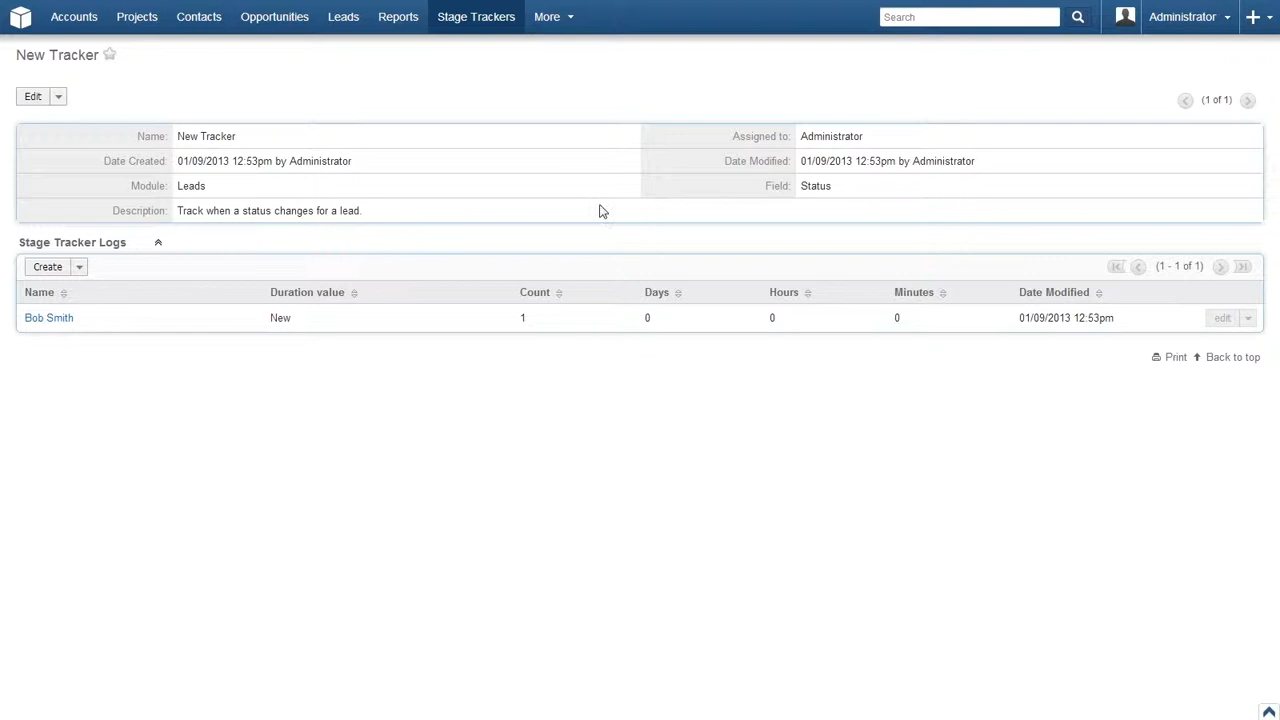 Accounts Projects Contacts Opportunities Leads Reports Stage Trackers More Search Administrator
New Tracker
Edit (1 of 1)
Name: New Tracker Assigned to: Administrator
Date Created: 01/09/2013 12:53pm by Administrator Date Modified: 01/09/2013 12:53pm by Administrator
Module: Leads Field: Status
Description: Track when a status changes for a lead.
Stage Tracker Logs
Create (1 - 1 of 1)
Name Duration value Count Days Hours Minutes Date Modified
Bob Smith New 1 0 0 0 01/09/2013 12:53pm edit
Print Back to top